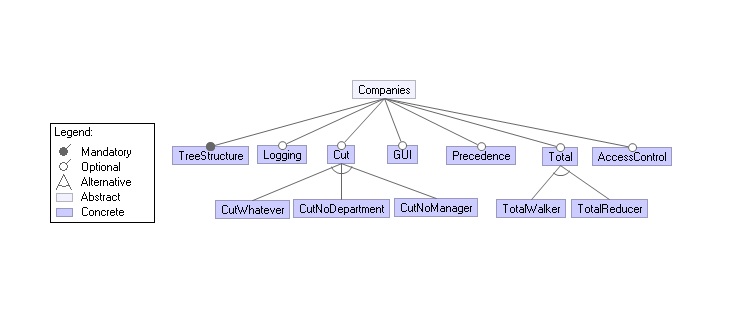 Companies
Legend:
Mandatory
Optional
Alternative
Abstract
Concrete
TreeStructure
Logging
Cut
GUI
Precedence
Total
AccessControl
CutWhatever
CutNoDepartment
CutNoManager
TotalWalker
TotalReducer